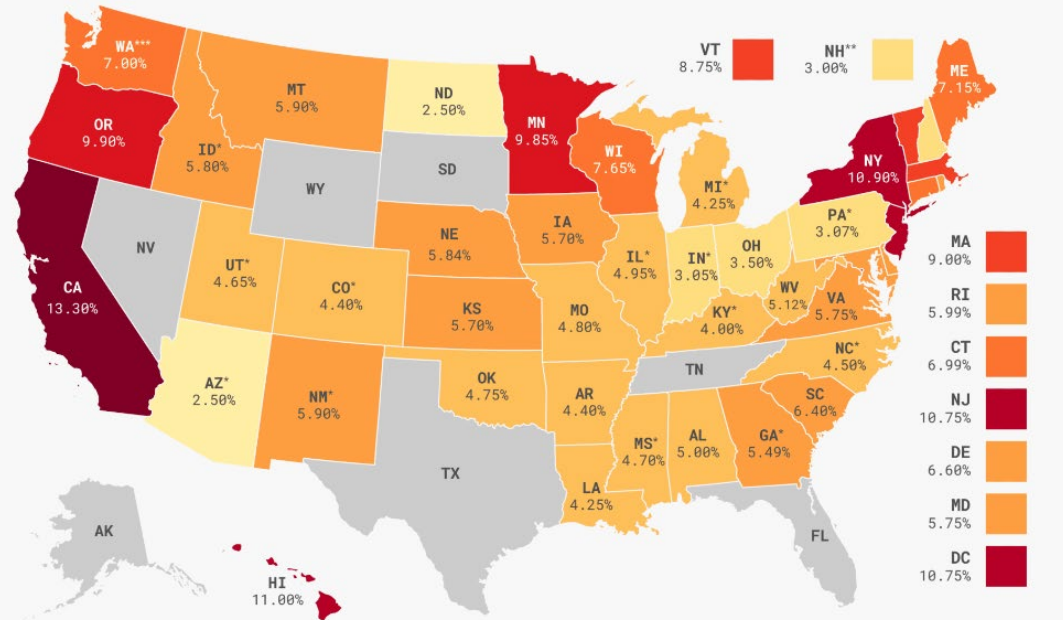 WA***
7.00%
OR
9.90%
CA
13.30%
NV
ID*
5.80%
MT
5.90%
WY
UT*
4.65%
CO*
4.40%
AZ*
2.50%
NM*
5.90%
ND
2.50%
SD
NE
5.84%
KS
5.70%
OK
4.75%
TX
MN
9.85%
IA
5.70%
MO
4.80%
AR
4.40%
LA
4.25%
WI
7.65%
IL*
4.95%
MI*
4.25%
IN*
3.05%
OH
3.50%
KY*
4.00%
TN
MS*
4.70%
AL
5.00%
GA*
5.49%
FL
SC
6.40%
NC*
4.50%
VA
5.75%
WV
5.12%
PA*
3.07%
NY
10.90%
ME
7.15%
VT
8.75%
NH**
3.00%
MA
9.00%
RI
5.99%
CT
6.99%
NJ
10.75%
DE
6.60%
MD
5.75%
DC
10.75%
AK
HI
11.00%